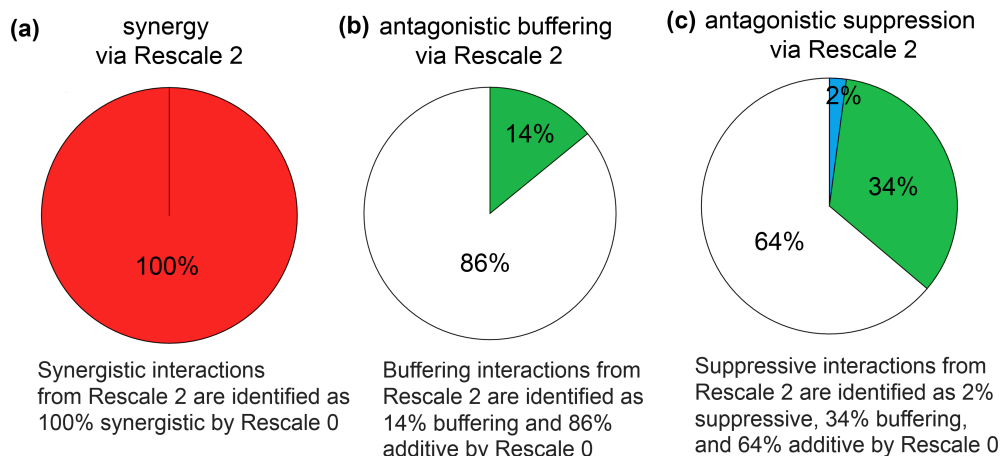 (a) synergy
via Rescale 2
100%
Synergistic interactions
from Rescale 2 are identified as
100% synergistic by Rescale 0
(b) antagonistic buffering
via Rescale 2
14%
86%
Buffering interactions from
Rescale 2 are identified as
14% buffering and 86%
additive by Rescale 0
(c) antagonistic suppression
via Rescale 2
2%
34%
64%
Suppressive interactions from
Rescale 2 are identified as 2%
suppressive, 34% buffering,
and 64% additive by Rescale 0